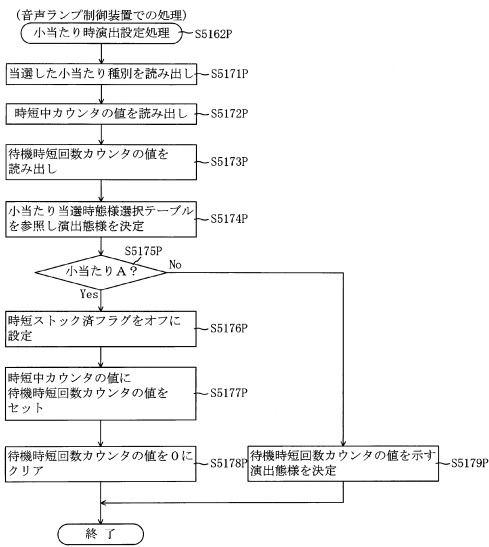 (音声ランプ制御装置での処理)
小当たり時演出設定処理
S5162P
当選した小当たり種別を読み出し
S5171P
時短中カウンタの値を読み出し
S5172P
待機時短回数カウンタの値を
読み出し
S5173P
小当たり当選時態様選択テーブル
を参照し演出態様を決定
S5174P
S5175P
小当たりA?
No
Yes
時短ストック済フラグをオフに
設定
S5176P
時短中カウンタの値に
待機時短回数カウンタの値を
セット
S5177P
待機時短回数カウンタの値を0に
クリア
S5178P
待機時短回数カウンタの値を示す
演出態様を決定
S5179P
終了